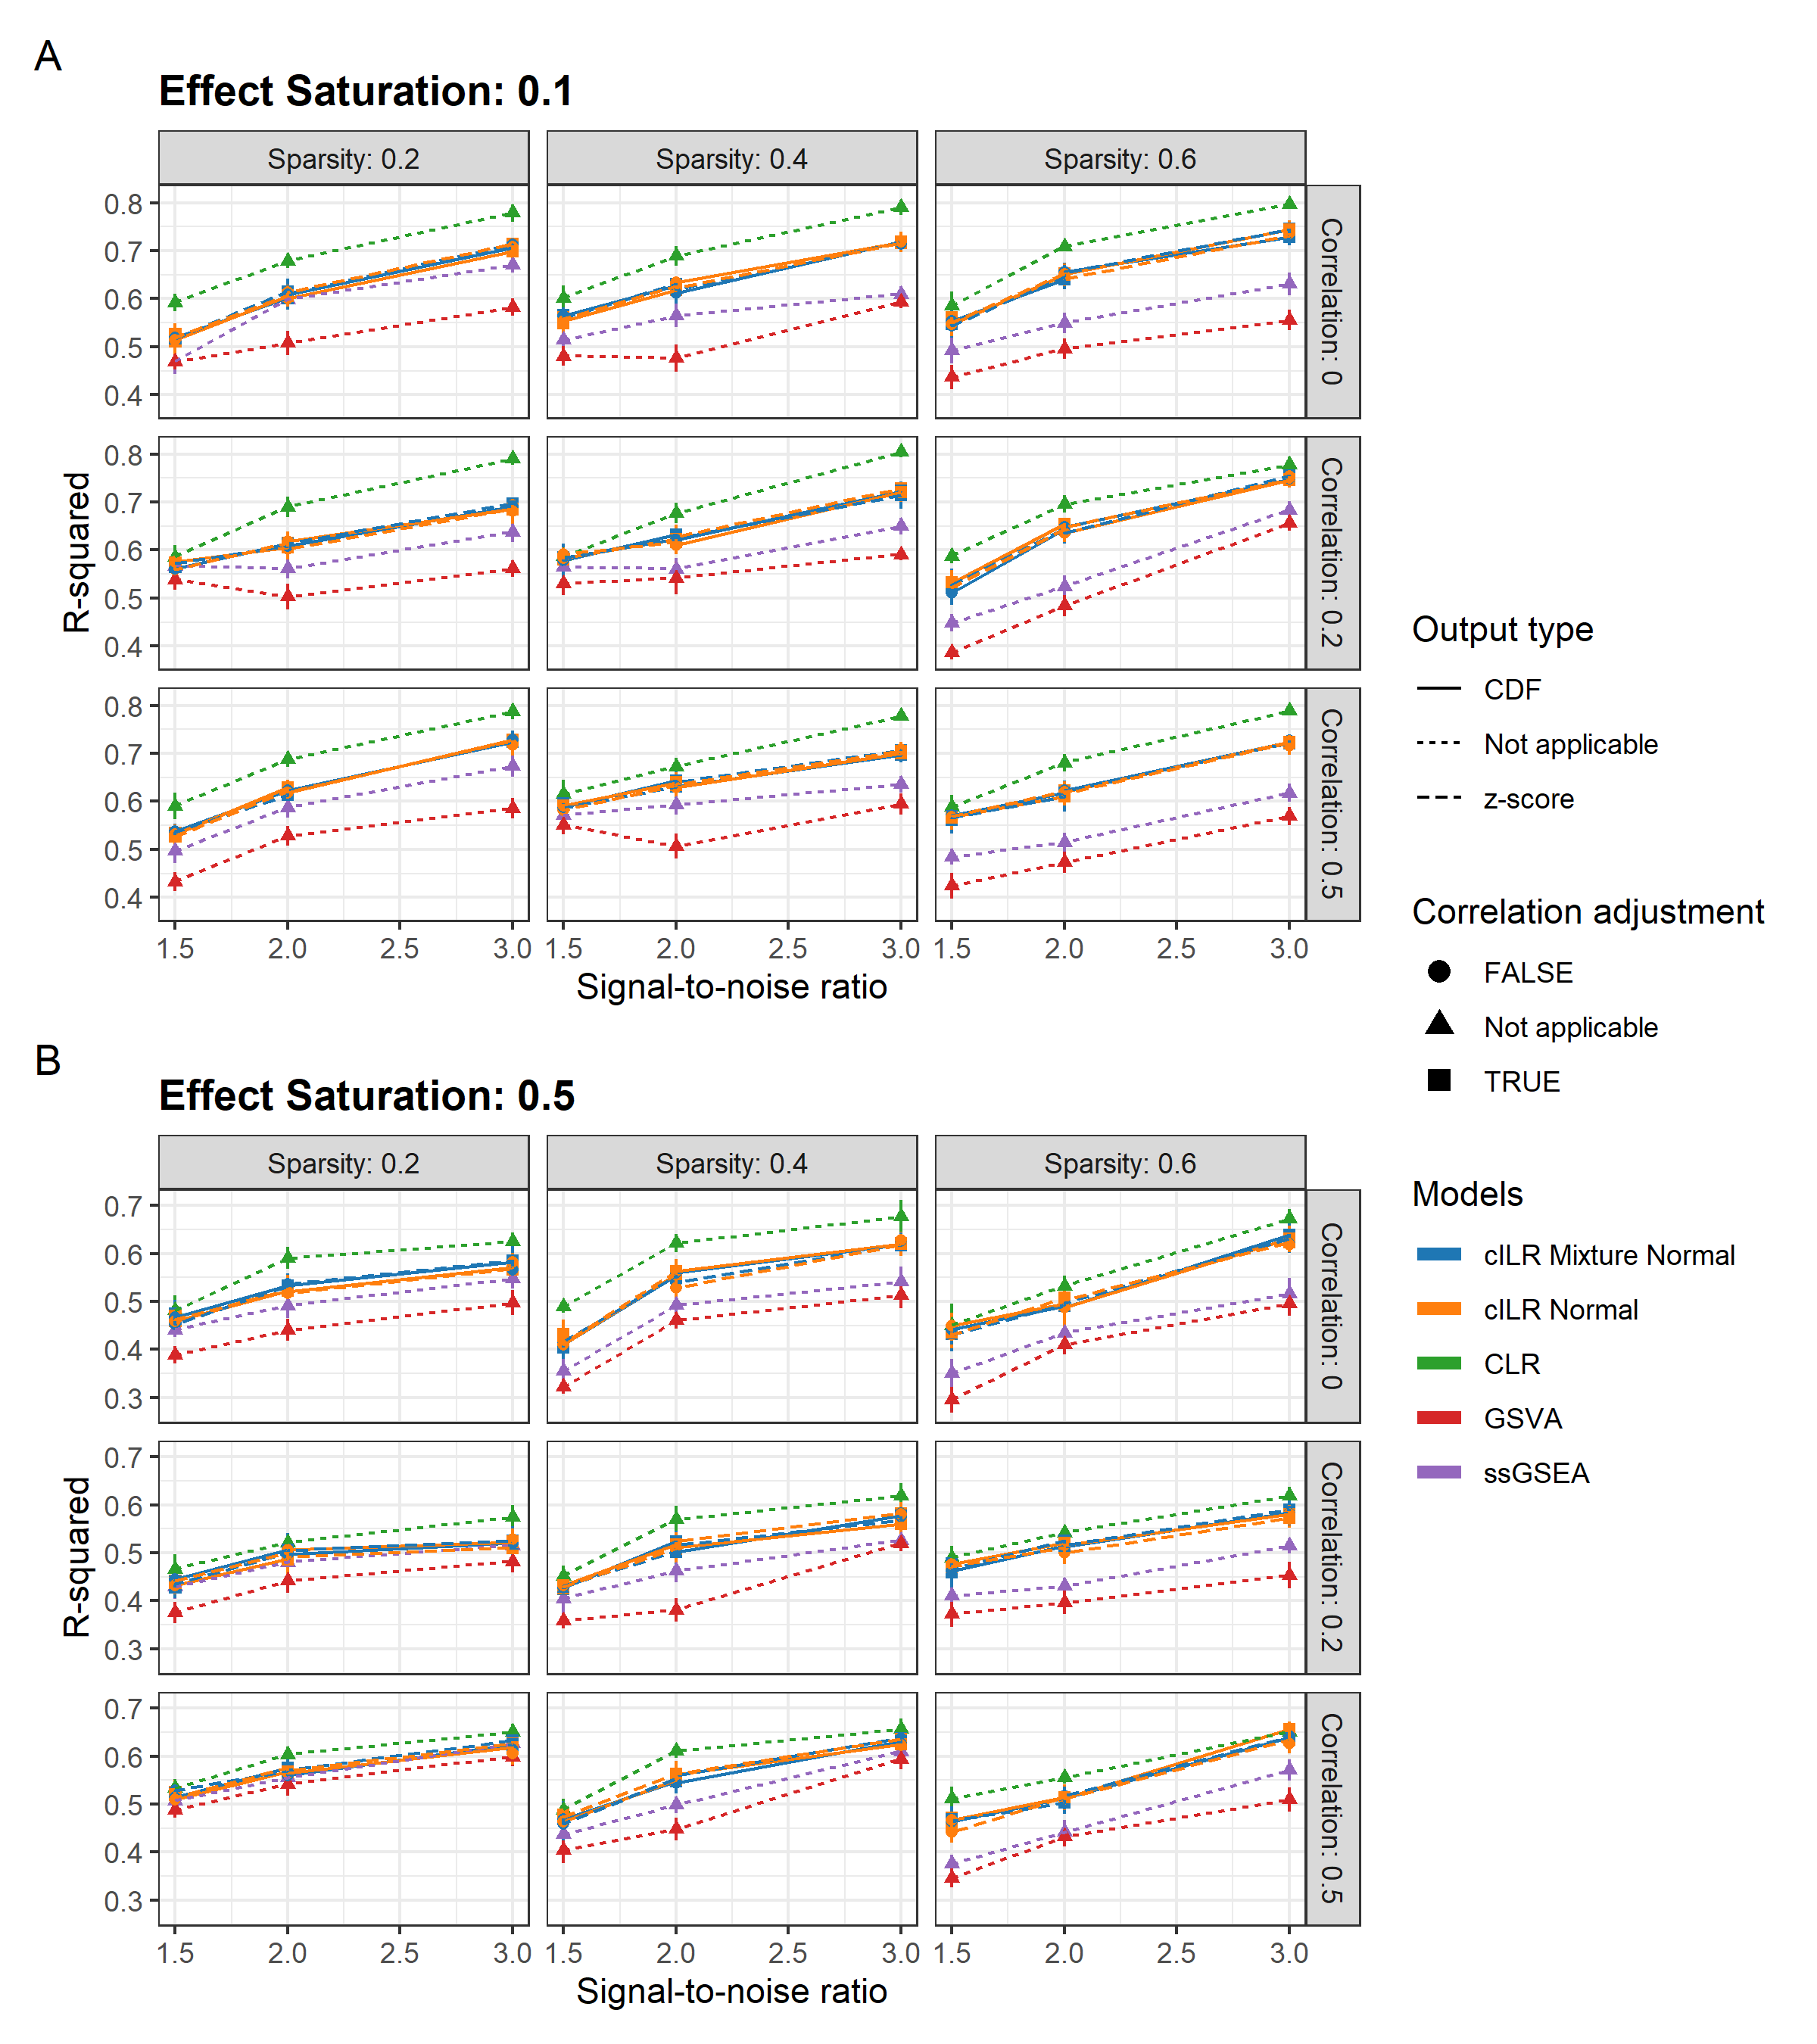 A
Effect Saturation: 0.1
Sparsity: 0.2
Sparsity: 0.4
Sparsity: 0.6
0.8
0.7
0.6
0.5
0.4
Correlation: 0
0.8
0.7
0.6
0.5
0.4
Correlation: 0.2
0.8
0.7
0.6
0.5
0.4
Correlation: 0.5
R-squared
1.5 2.0 2.5 3.0
1.5 2.0 2.5 3.0
1.5 2.0 2.5 3.0
Signal-to-noise ratio
B
Effect Saturation: 0.5
Sparsity: 0.2
Sparsity: 0.4
Sparsity: 0.6
0.7
0.6
0.5
0.4
0.3
Correlation: 0
0.7
0.6
0.5
0.4
0.3
Correlation: 0.2
0.7
0.6
0.5
0.4
0.3
Correlation: 0.5
R-squared
1.5 2.0 2.5 3.0
1.5 2.0 2.5 3.0
1.5 2.0 2.5 3.0
Signal-to-noise ratio
Output type
CDF
Not applicable
z-score
Correlation adjustment
FALSE
Not applicable
TRUE
Models
cILR Mixture Normal
cILR Normal
CLR
GSVA
ssGSEA